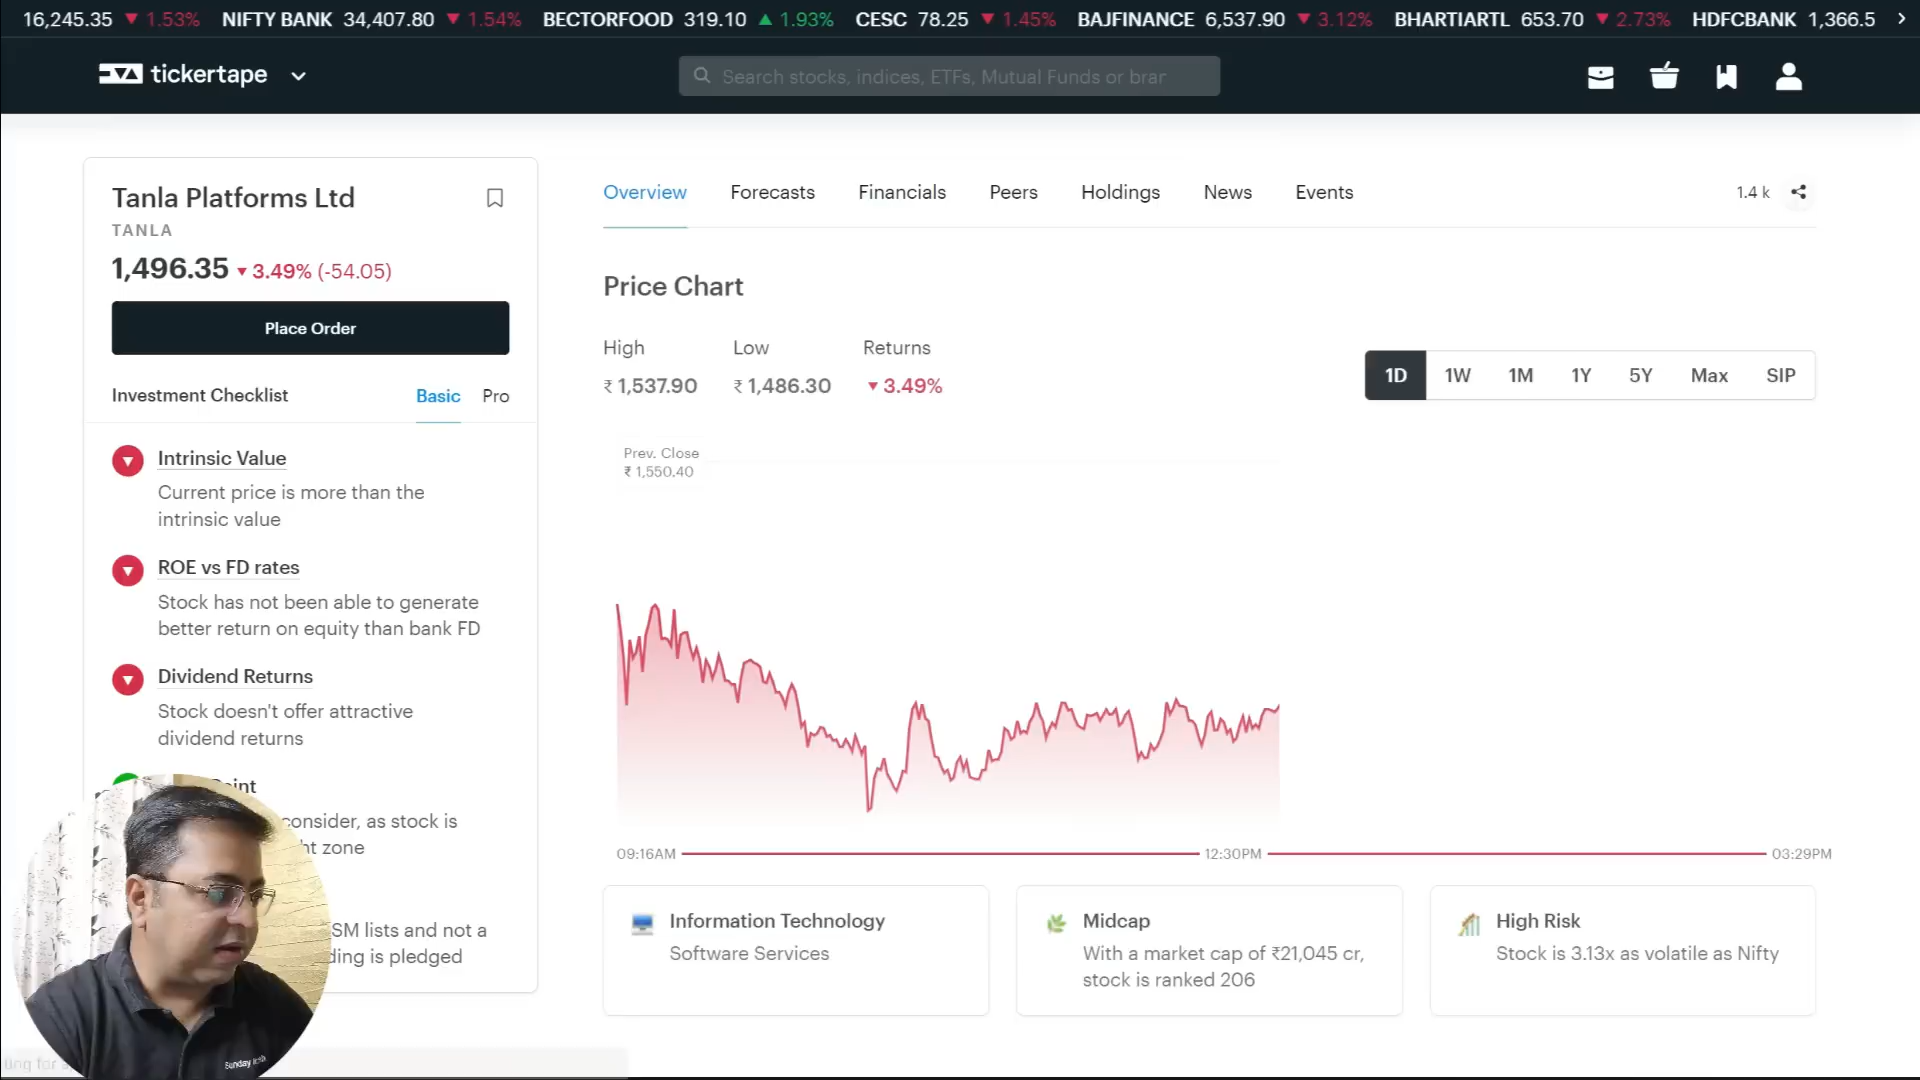 16,245.35 ▼ 1.53% NIFTY BANK 34,407.80 ▼ 1.54% BECTORFOOD 319.10 ▲ 1.93% CESC 78.25 ▼ 1.45% BAJFINANCE 6,537.90 ▼ 3.12% BHARTIARTL 653.70 ▼ 2.73% HDFCBANK 1,366.5
tickertape
Search stocks, indices, ETFs, Mutual Funds or brar
Tanla Platforms Ltd
TANLA
1,496.35 ▼ 3.49% (-54.05)
Place Order
Investment Checklist Basic Pro
Intrinsic Value
Current price is more than the
intrinsic value
ROE vs FD rates
Stock has not been able to generate
better return on equity than bank FD
Dividend Returns
Stock doesn't offer attractive
dividend returns
consider, as stock is
zone
SM lists and not a
is pledged
Overview Forecasts Financials Peers Holdings News Events
1.4 k
Price Chart
High Low Returns
₹ 1,537.90 ₹ 1,486.30 ▼ 3.49%
1D 1W 1M 1Y 5Y Max SIP
Prev. Close
₹ 1,550.40
09:16AM 12:30PM 03:29PM
Information Technology
Software Services
Midcap
With a market cap of ₹21,045 cr,
stock is ranked 206
High Risk
Stock is 3.13x as volatile as Nifty
Sunday